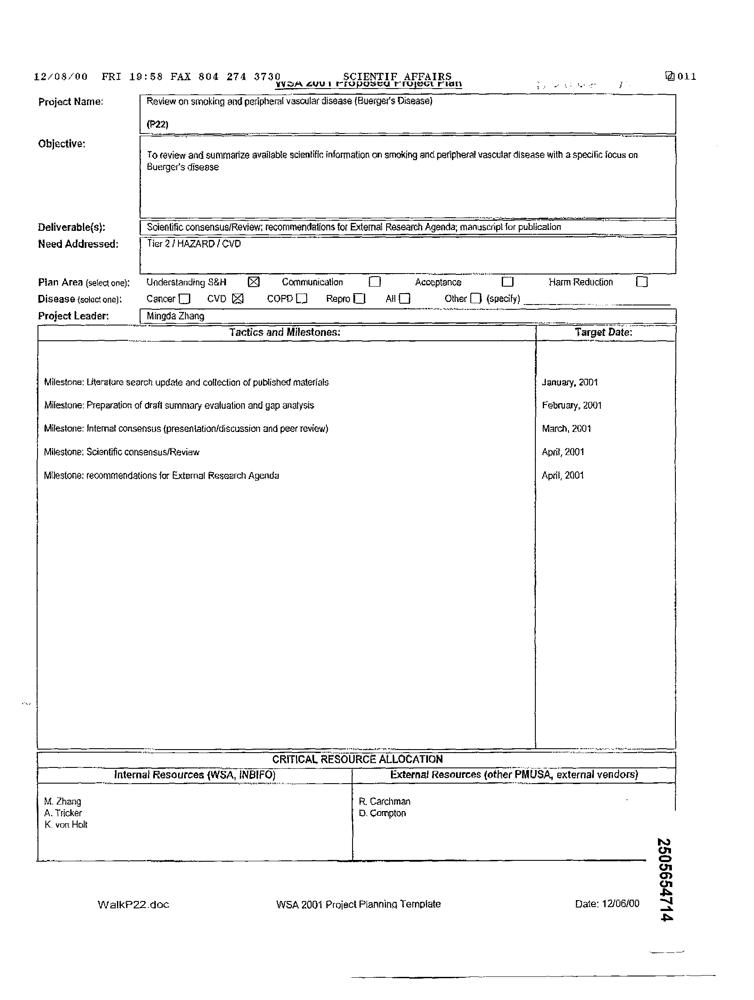 12/08/00 FRI 19:58 FAX 804 274 3730 SCIENTIF AFFAIRS 011
WSA 2001 Proposed Project Plan
Project Name: Review on smoking and peripheral vascular disease (Buerger's Disease)
(P22)
Objective:
To review and summarize available scientific information on smoking and peripheral vascular disease with a specific focus on
Buerger's disease
Deliverable(s): Scientific consensus/Review; recommendations for External Research Agenda; manuscript for publication
Need Addressed: Tier 2 / HAZARD / CVD
Plan Area (select one): Understanding S&H ☒ Communication ☐ Acceptance ☐ Harm Reduction ☐
Disease (select one): Cancer ☐ CVD ☒ COPD ☐ Repro ☐ All ☐ Other ☐ (specify)
Project Leader: Mingda Zhang
Tactics and Milestones: Target Date:
Milestone: Literature search update and collection of published materials January, 2001
Milestone: Preparation of draft summary evaluation and gap analysis February, 2001
Milestone: Internal consensus (presentation/discussion and peer review) March, 2001
Milestone: Scientific consensus/Review April, 2001
Milestone: recommendations for External Research Agenda April, 2001
CRITICAL RESOURCE ALLOCATION
Internal Resources (WSA, INBIFO) External Resources (other PMUSA, external vendors)
M. Zhang R. Carchman
A. Tricker D. Compton
K. von Holt
2505654714
WalkP22.doc WSA 2001 Project Planning Template Date: 12/06/00